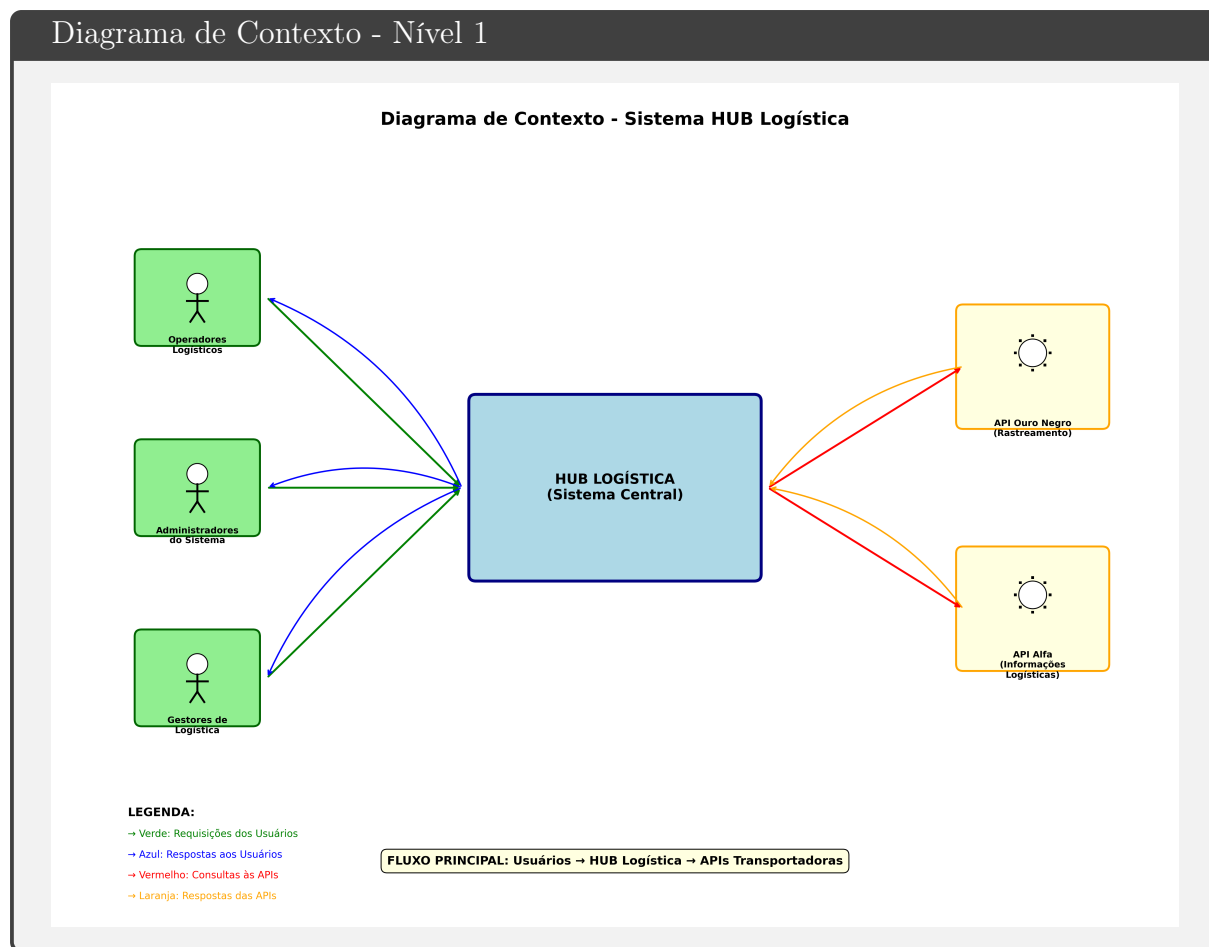 Diagrama de Contexto - Nível 1
Diagrama de Contexto - Sistema HUB Logística
Operadores
Logísticos
Administradores
do Sistema
Gestores de
Logística
HUB LOGÍSTICA
(Sistema Central)
API Ouro Negro
(Rastreamento)
API Alfa
(Informações
Logísticas)
LEGENDA:
→ Verde: Requisições dos Usuários
→ Azul: Respostas aos Usuários
→ Vermelho: Consultas às APIs
→ Laranja: Respostas das APIs
FLUXO PRINCIPAL: Usuários → HUB Logística → APIs Transportadoras